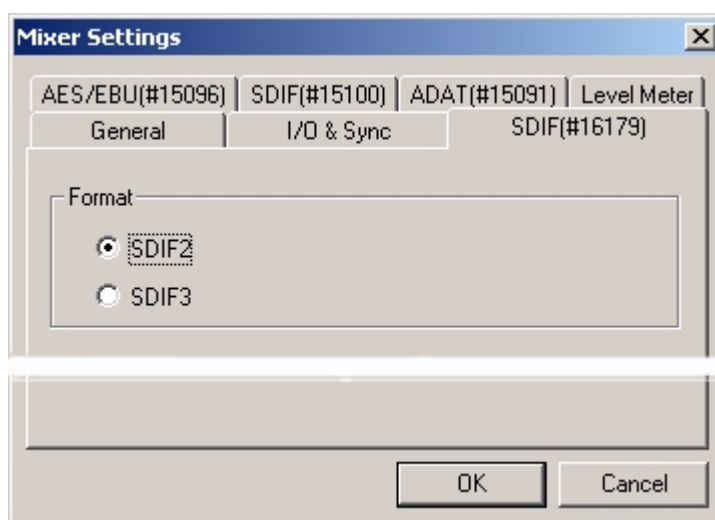 Mixer Settings
AES/EBU(#15096) SDIF(#15100) ADAT(#15091) Level Meter
General I/O & Sync SDIF(#16179)
Format
SDIF2
SDIF3
OK Cancel